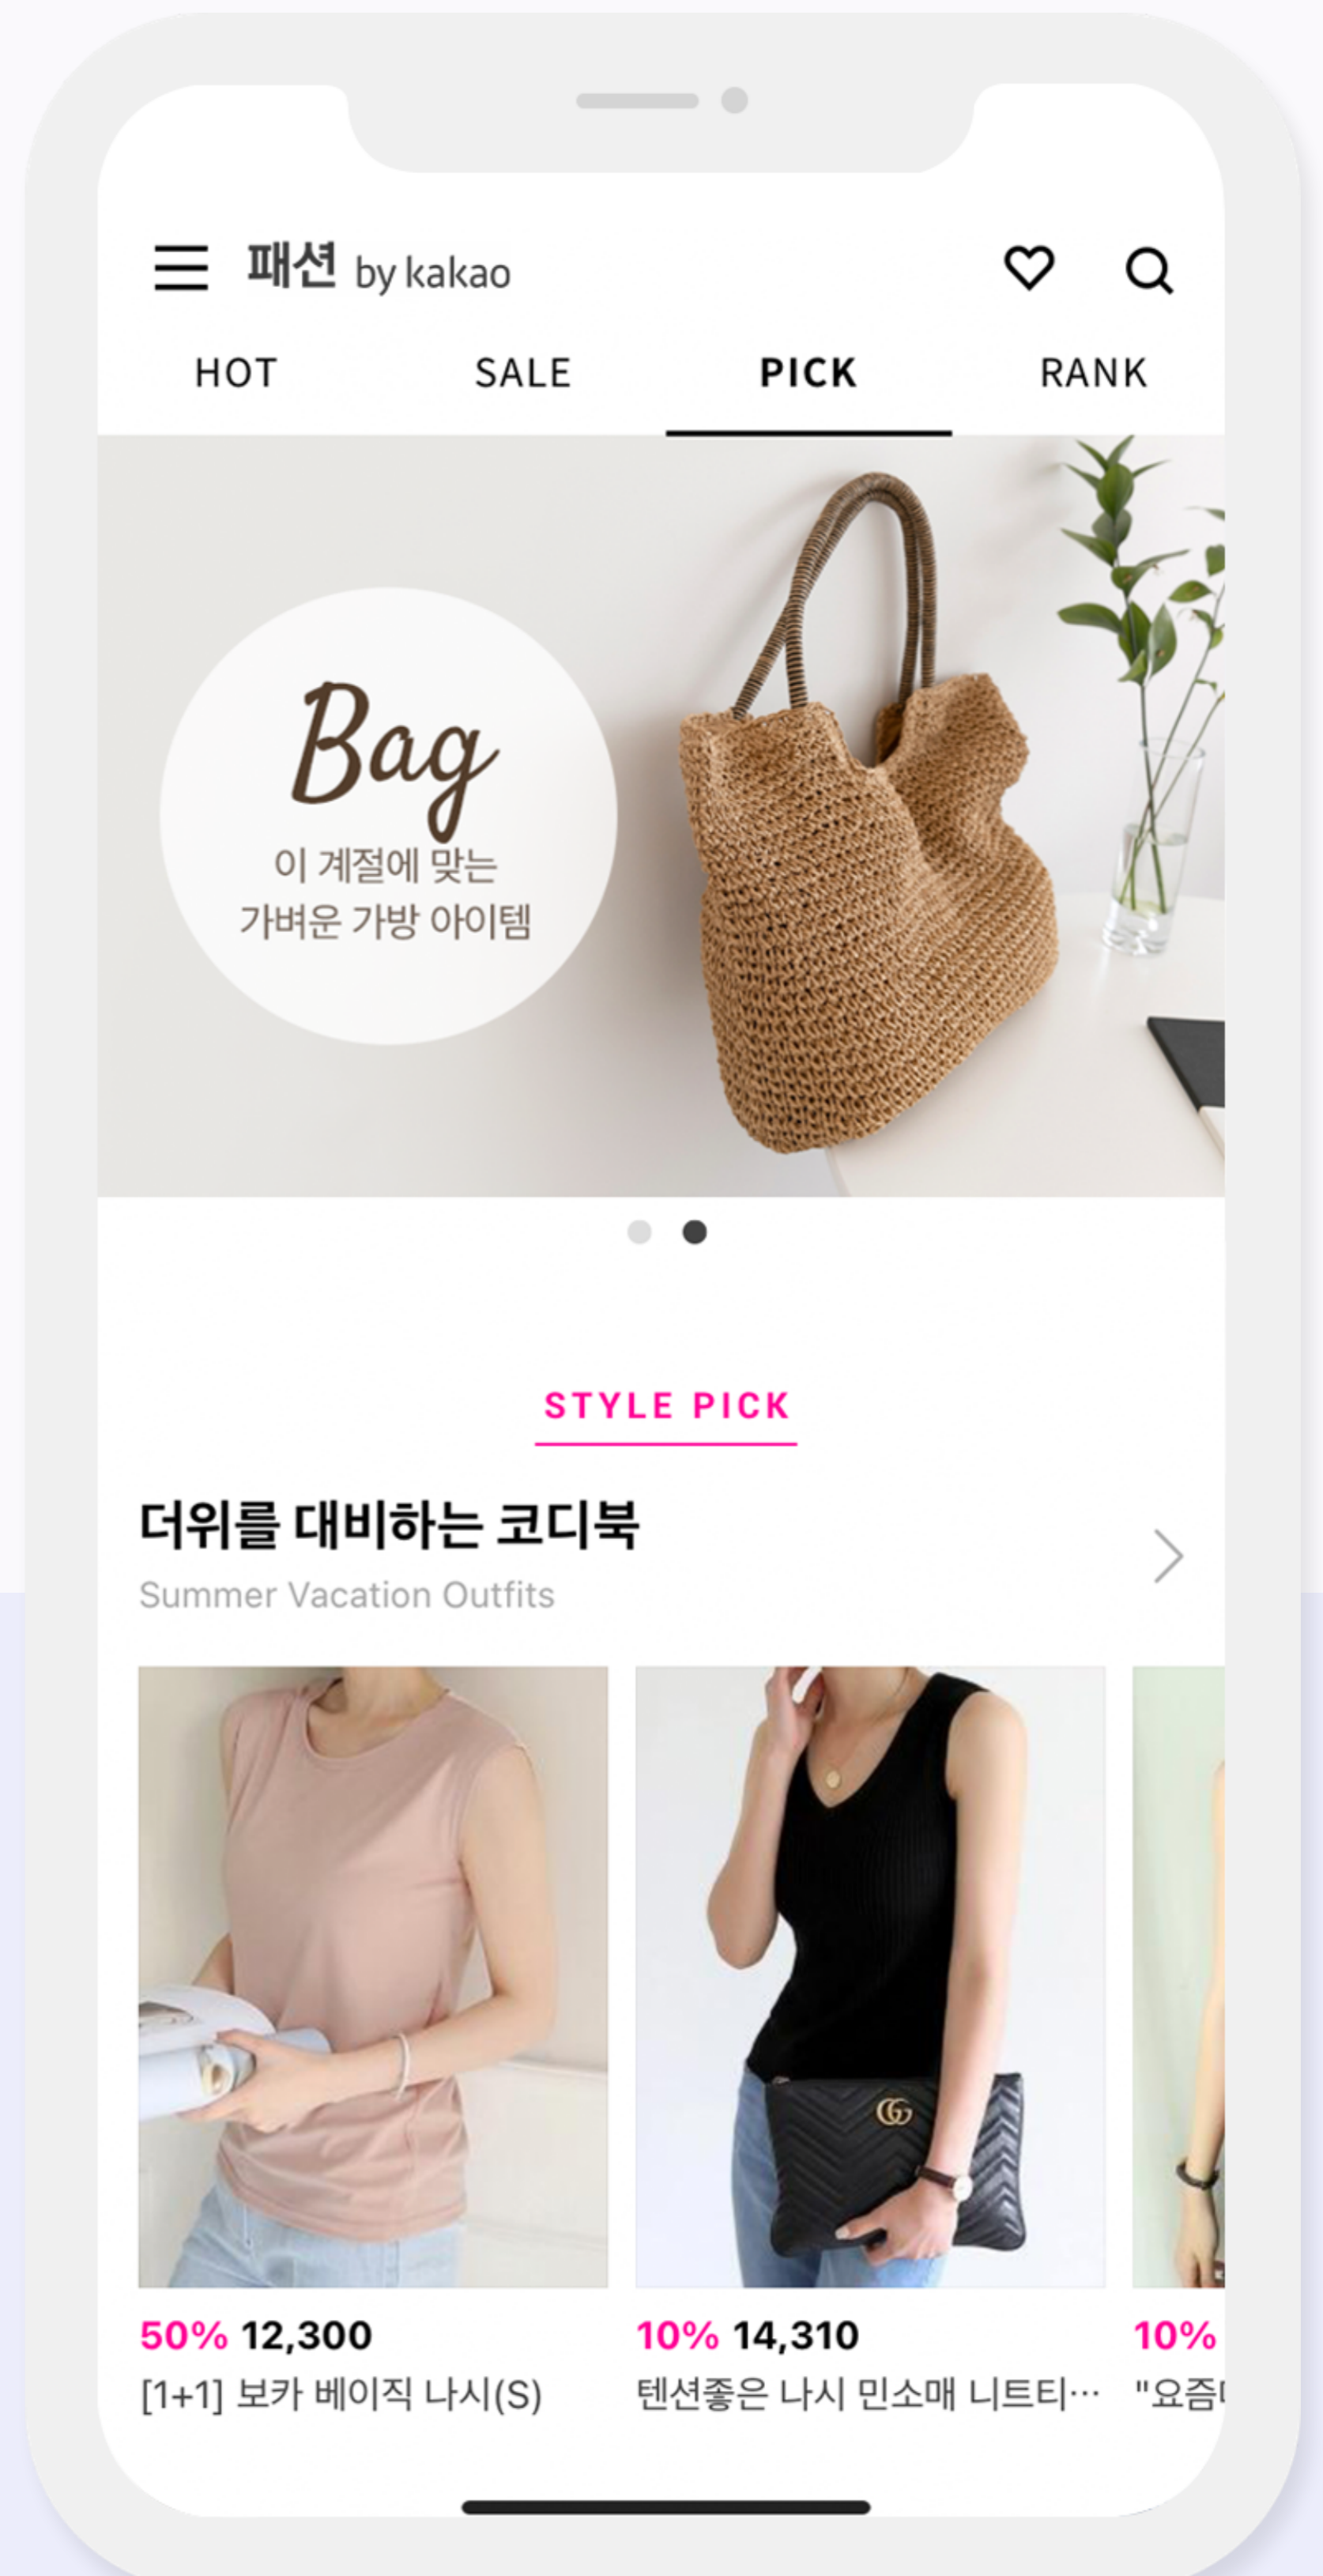 패션 by kakao
HOT SALE PICK RANK
Bag
이 계절에 맞는
가벼운 가방 아이템
STYLE PICK
더위를 대비하는 코디북
Summer Vacation Outfits
50% 12,300
[1+1] 보카 베이직 나시(S)
10% 14,310
텐션좋은 나시 민소매 니트티…
10%
"요즘